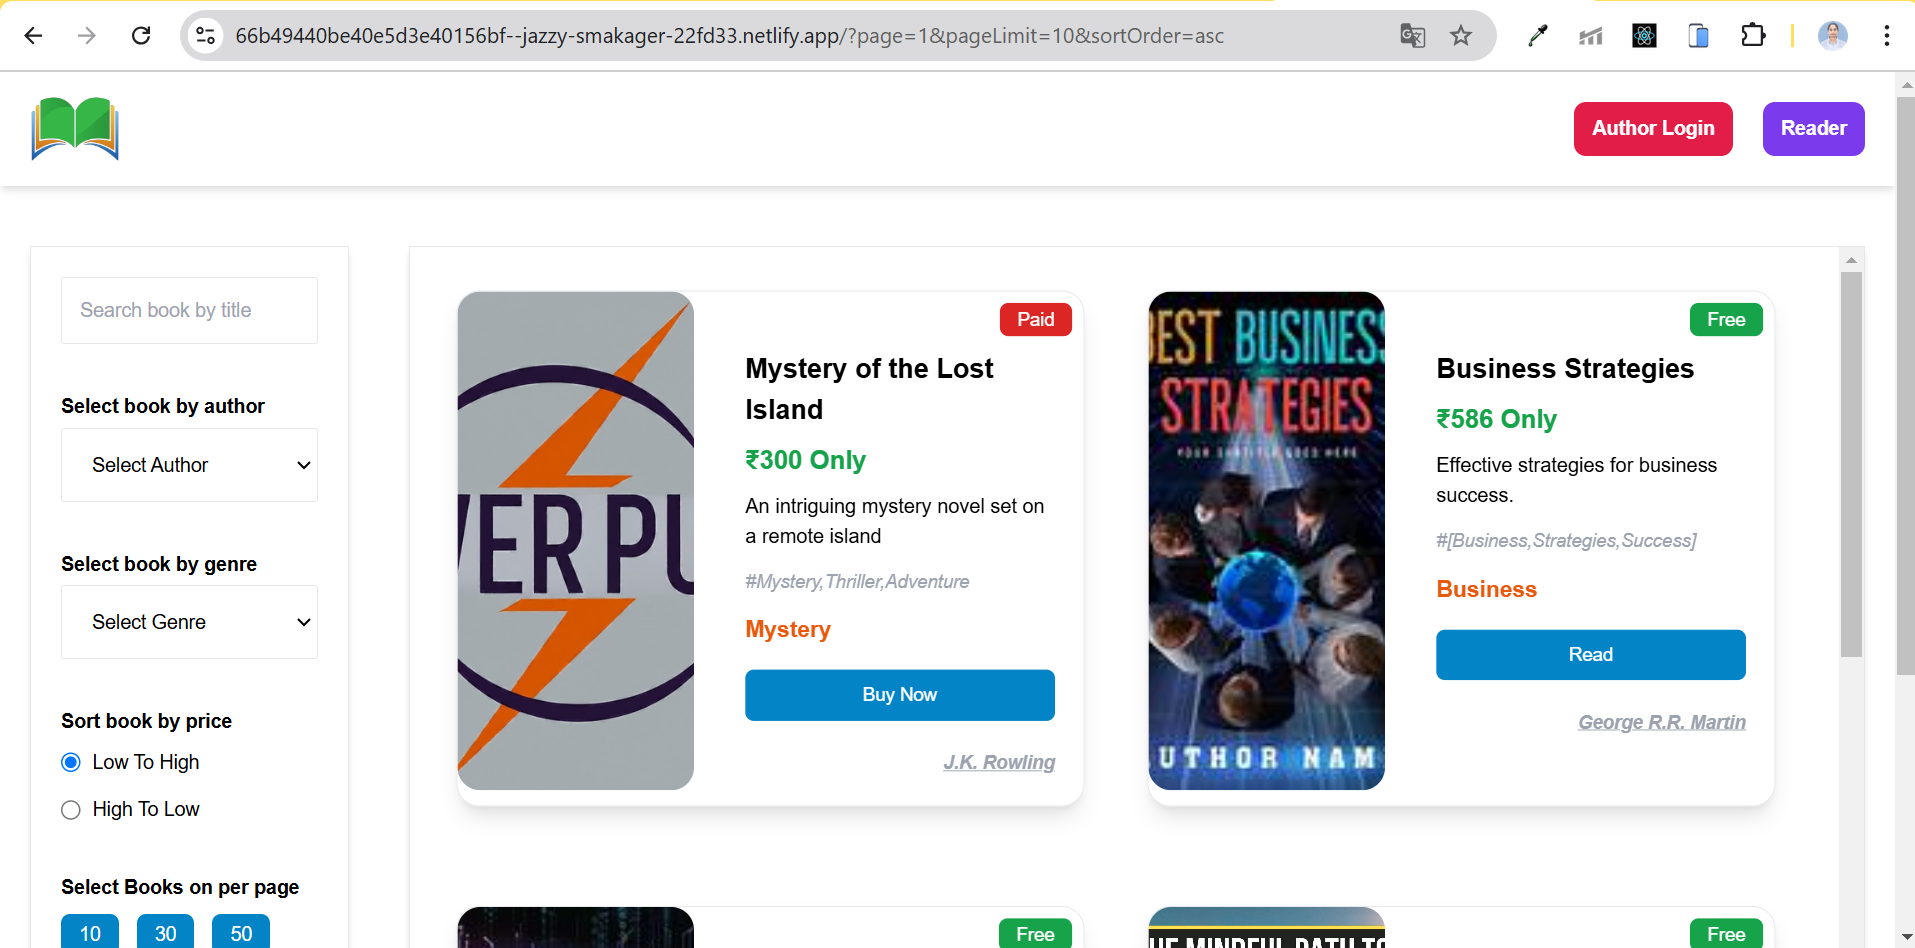 66b49440be40e5d3e40156bf--jazzy-smakager-22fd33.netlify.app/?page=1&pageLimit=10&sortOrder=asc
Author Login
Reader
Search book by title
Select book by author
Select Author
Select book by genre
Select Genre
Sort book by price
Low To High
High To Low
Select Books on per page
10
30
50
VER PU
Paid
Mystery of the Lost
Island
₹300 Only
An intriguing mystery novel set on
a remote island
#Mystery,Thriller,Adventure
Mystery
Buy Now
J.K. Rowling
BEST BUSINESS
STRATEGIES
YOUR SUBTITLE GOES HERE
AUTHOR NAM
Free
Business Strategies
₹586 Only
Effective strategies for business
success.
#[Business,Strategies,Success]
Business
Read
George R.R. Martin
Free
HE MINDFUL PATH TO
Free